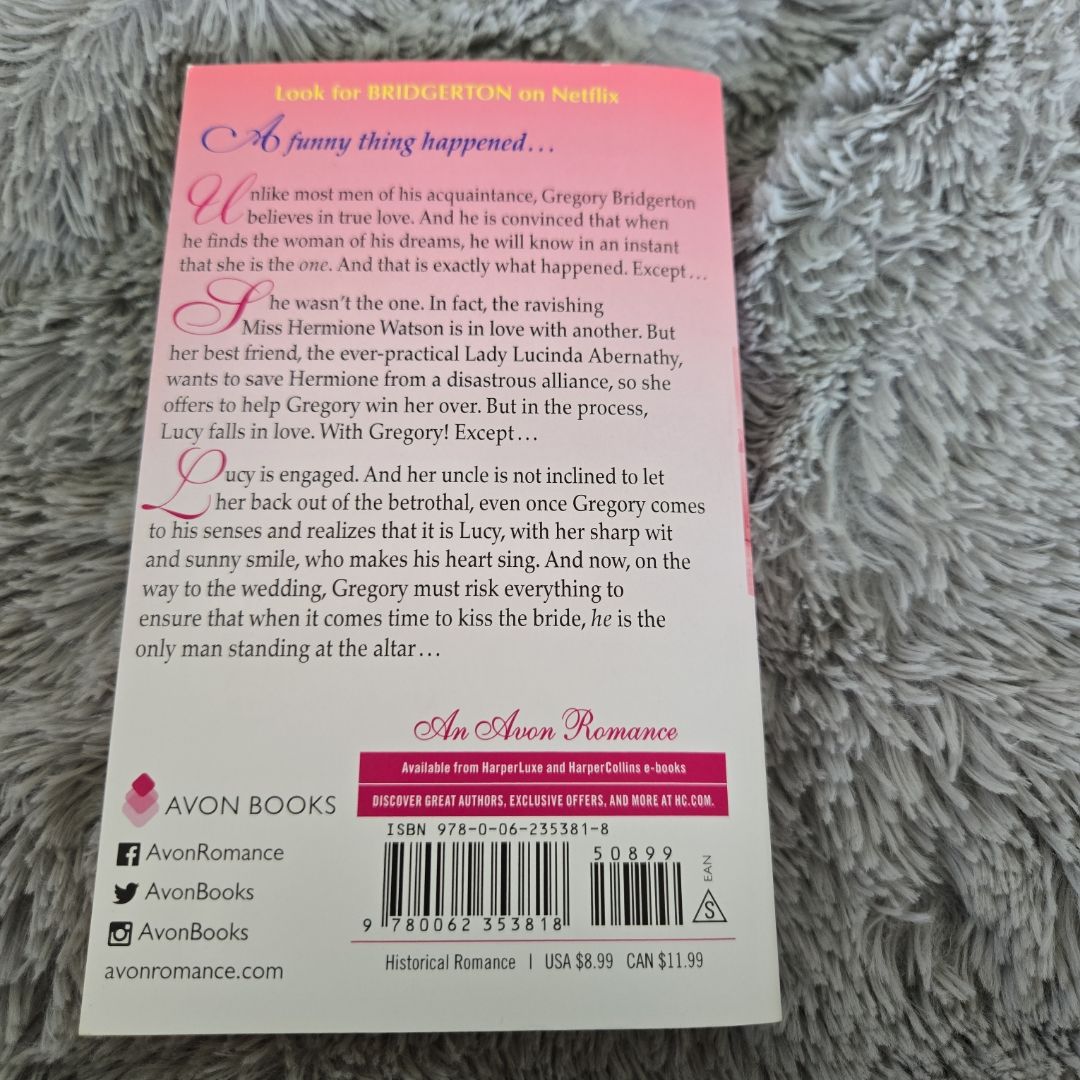 Look for BRIDGERTON on Netflix
A funny thing happened...
Unlike most men of his acquaintance, Gregory Bridgerton
believes in true love. And he is convinced that when
he finds the woman of his dreams, he will know in an instant
that she is the one. And that is exactly what happened. Except...
She wasn't the one. In fact, the ravishing
Miss Hermione Watson is in love with another. But
her best friend, the ever-practical Lady Lucinda Abernathy,
wants to save Hermione from a disastrous alliance, so she
offers to help Gregory win her over. But in the process,
Lucy falls in love. With Gregory! Except...
Lucy is engaged. And her uncle is not inclined to let
her back out of the betrothal, even once Gregory comes
to his senses and realizes that it is Lucy, with her sharp wit
and sunny smile, who makes his heart sing. And now, on the
way to the wedding, Gregory must risk everything to
ensure that when it comes time to kiss the bride, he is the
only man standing at the altar...
An Avon Romance
Available from HarperLuxe and HarperCollins e-books
DISCOVER GREAT AUTHORS, EXCLUSIVE OFFERS, AND MORE AT HC.COM.
AVON BOOKS
AvonRomance
AvonBooks
AvonBooks
avonromance.com
ISBN 978-0-06-235381-8
50899
EAN
S
9 780062 353818
Historical Romance | USA $8.99 CAN $11.99